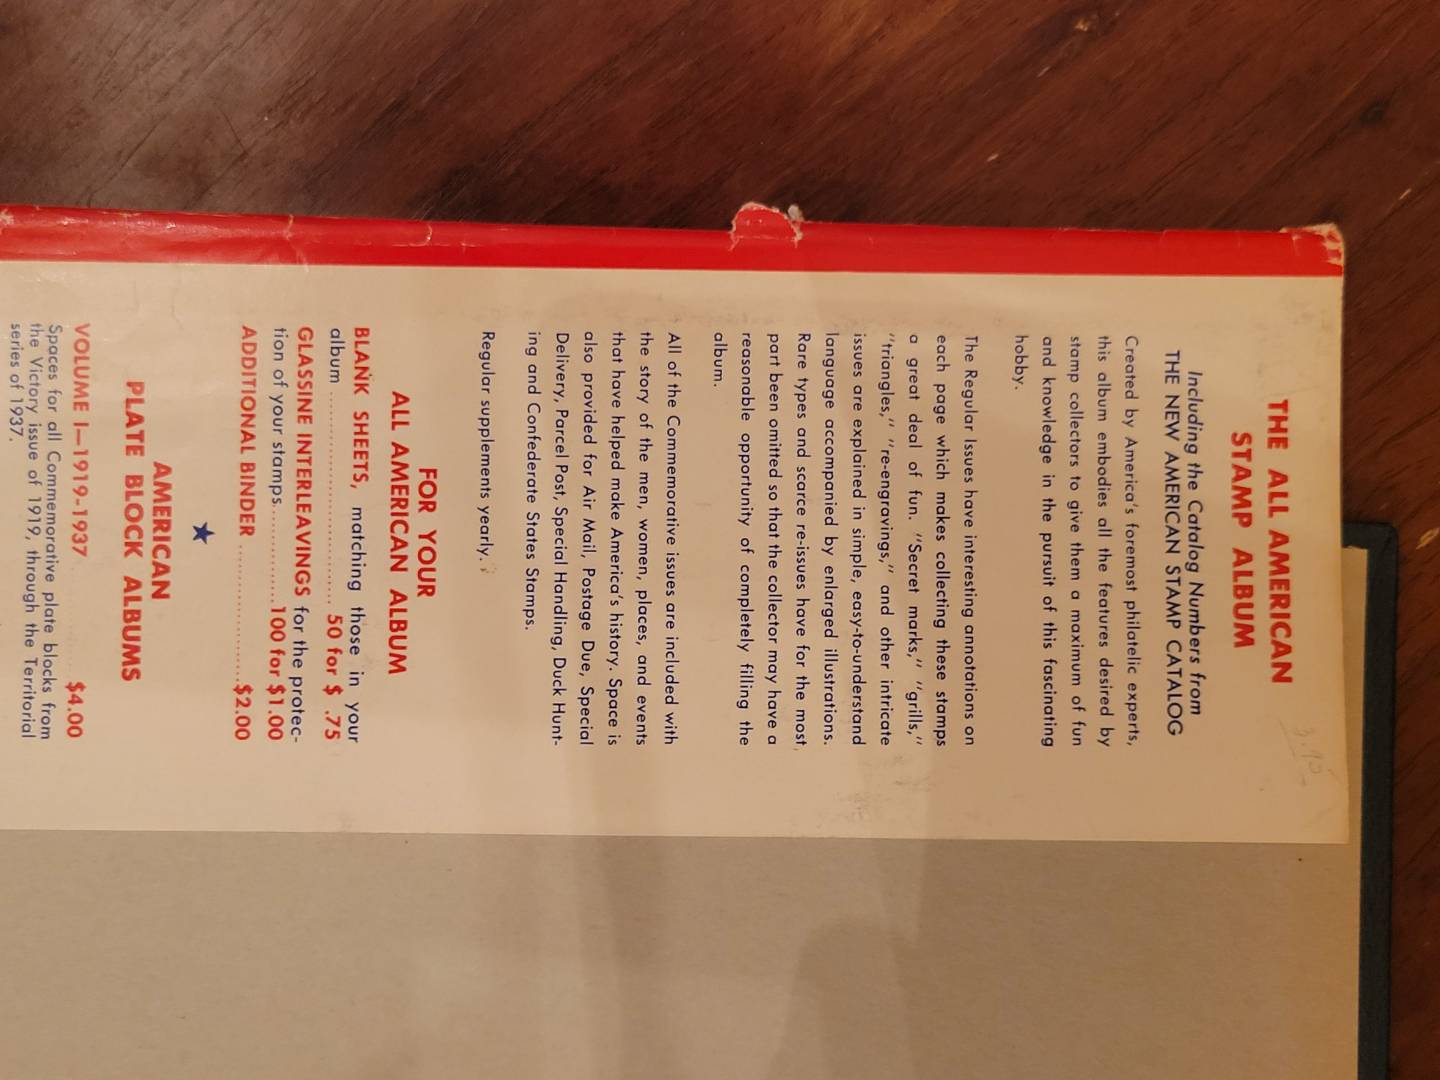 THE ALL AMERICAN
STAMP ALBUM
Including the Catalog Numbers from
THE NEW AMERICAN STAMP CATALOG
Created by America's foremost philatelic experts,
this album embodies all the features desired by
stamp collectors to give them a maximum of fun
and knowledge in the pursuit of this fascinating
hobby.
The Regular Issues have interesting annotations on
each page which makes collecting these stamps
a great deal of fun. "Secret marks," "grills,"
"triangles," "re-engravings," and other intricate
issues are explained in simple, easy-to-understand
language accompanied by enlarged illustrations.
Rare types and scarce re-issues have for the most
part been omitted so that the collector may have a
reasonable opportunity of completely filling the
album.
All of the Commemorative issues are included with
the story of the men, women, places, and events
that have helped make America's history. Space is
also provided for Air Mail, Postage Due, Special
Delivery, Parcel Post, Special Handling, Duck Hunt-
ing and Confederate States Stamps.
Regular supplements yearly.
FOR YOUR
ALL AMERICAN ALBUM
BLANK SHEETS, matching those in your
album .......................... 50 for $ .75
GLASSINE INTERLEAVINGS for the protec-
tion of your stamps............100 for $1.00
ADDITIONAL BINDER ..................$2.00
AMERICAN
PLATE BLOCK ALBUMS
VOLUME I—1919-1937 $4.00
Spaces for all Commemorative plate blocks from
the Victory issue of 1919, through the Territorial
series of 1937.